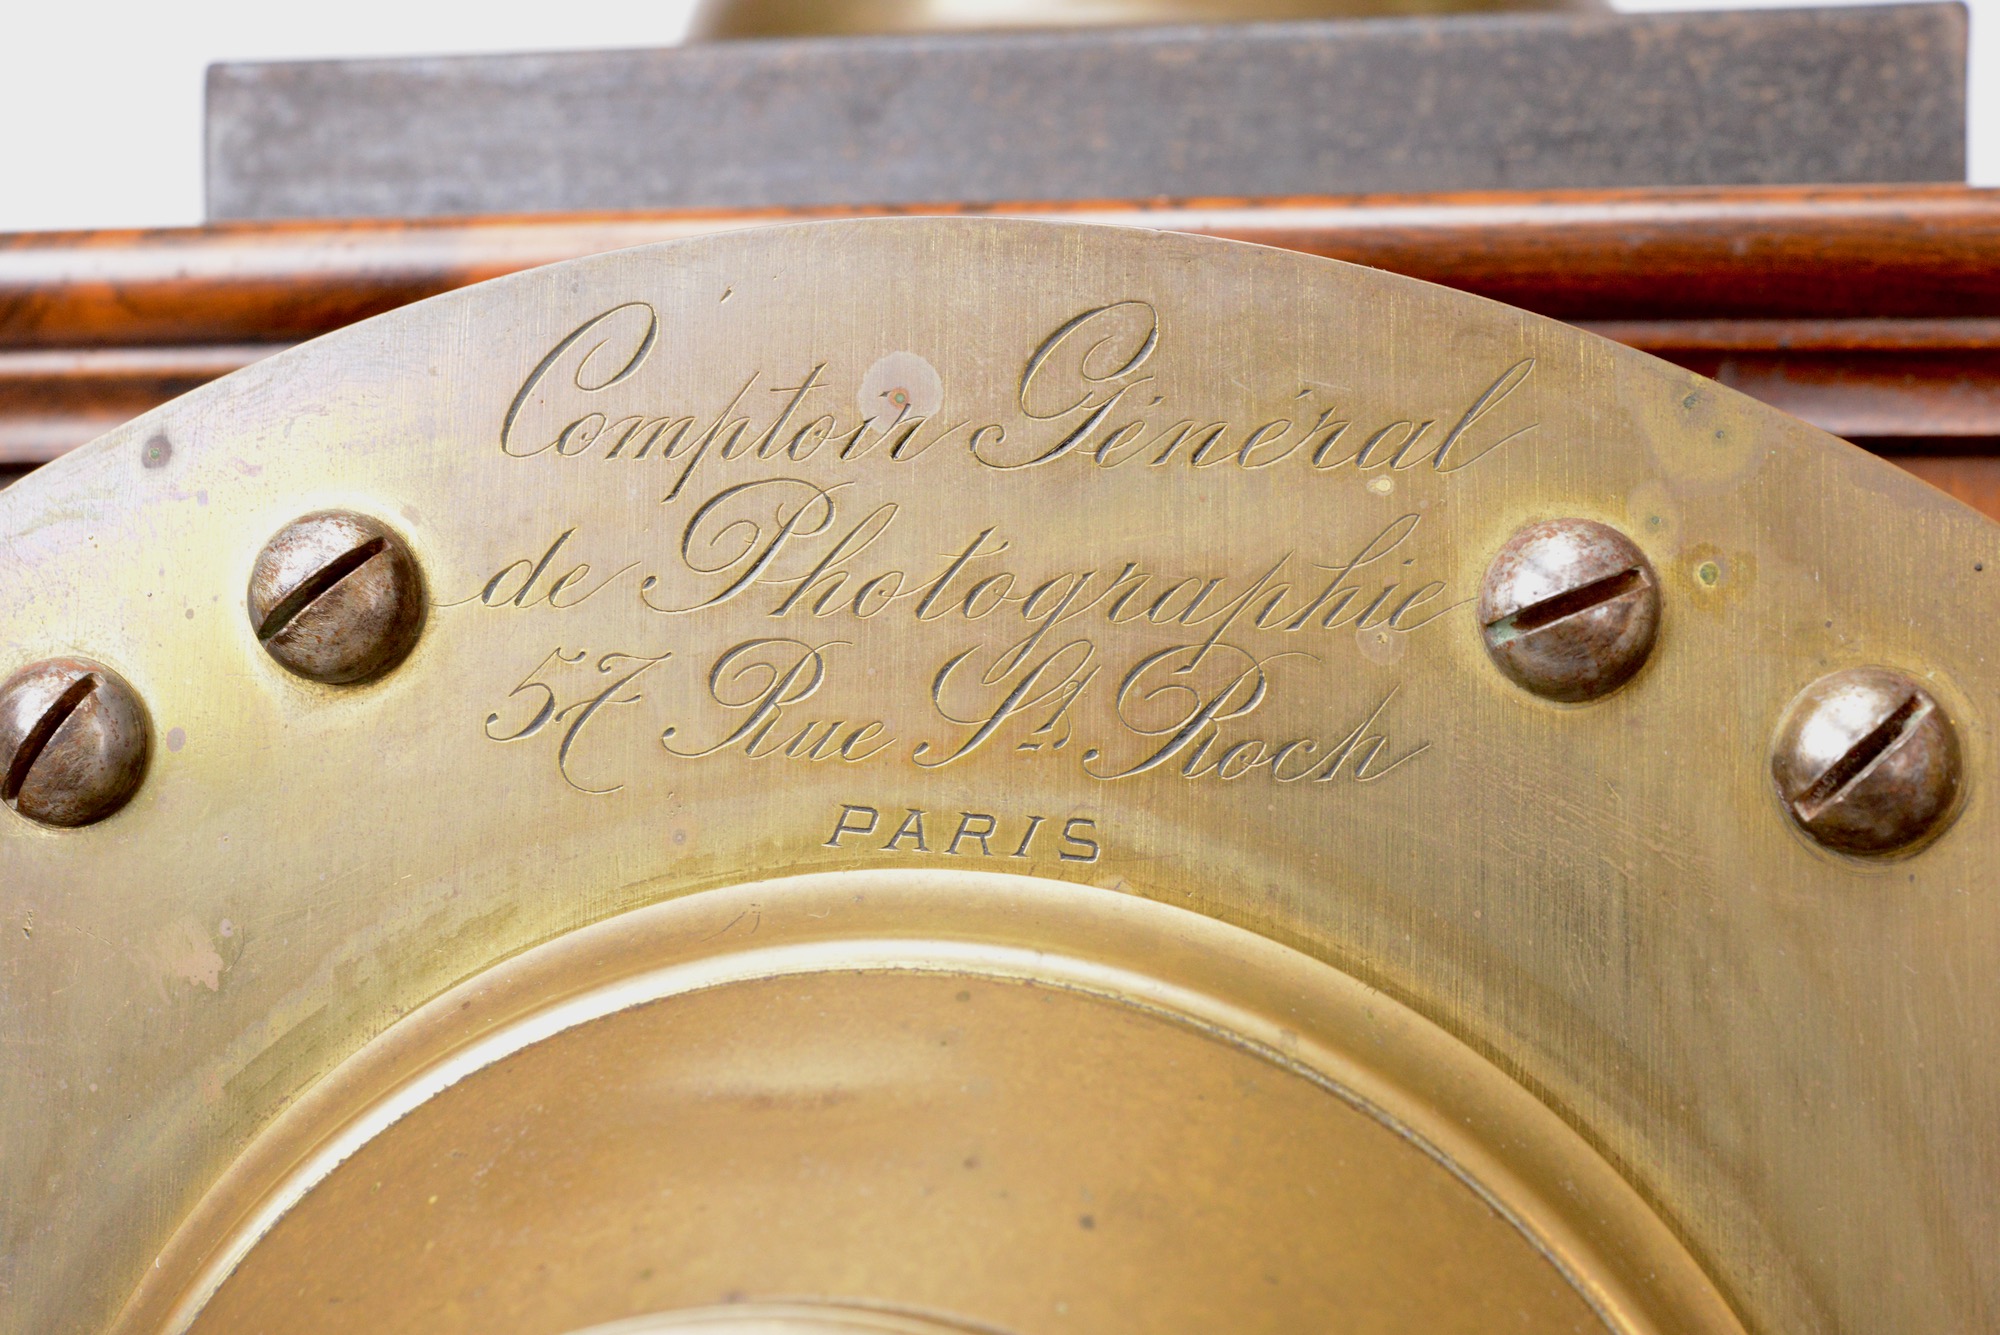 Comptoir Général
de Photographie
57 Rue St. Roch
PARIS